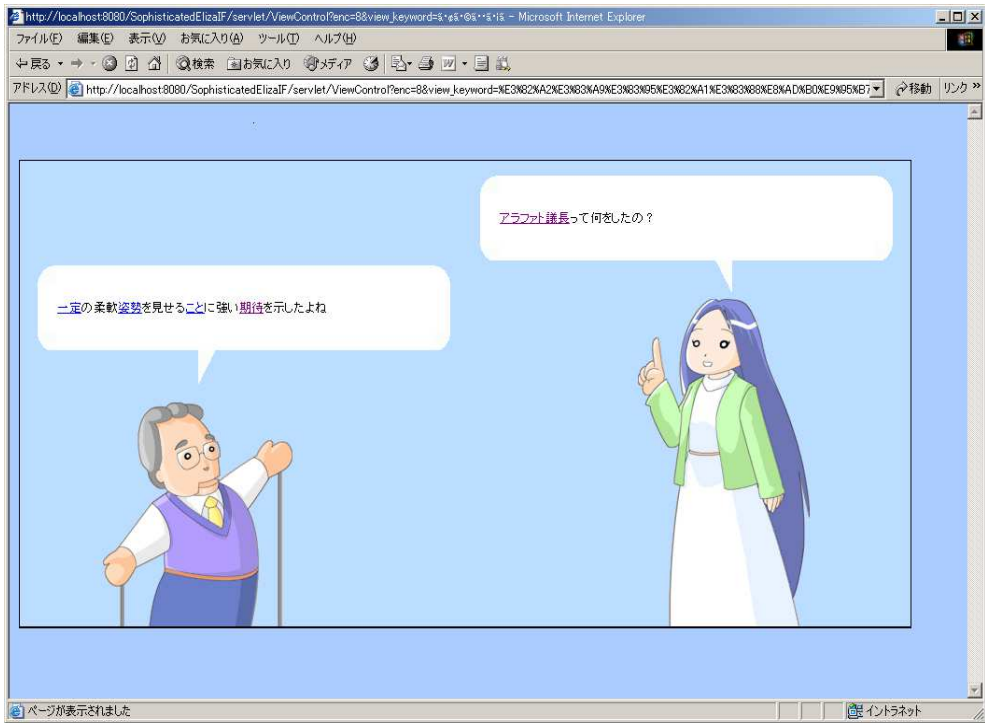 http://localhost:8080/SophisticatedElizaIF/servlet/ViewControl?enc=8&view_keyword= - Microsoft Internet Explorer
ファイル(F) 編集(E) 表示(V) お気に入り(A) ツール(T) ヘルプ(H)
戻る 検索 お気に入り メディア
アドレス(D) http://localhost:8080/SophisticatedElizaIF/servlet/ViewControl?enc=8&view_keyword=%E3%82%A2%E3%83%A9%E3%83%95%E3%82%A1%E3%83%88%E8%AD%B0%E9%95%B7 移動 リンク »
アラファト議長って何をしたの？
一定の柔軟姿勢を見せることに強い期待を示したよね
ページが表示されました イントラネット